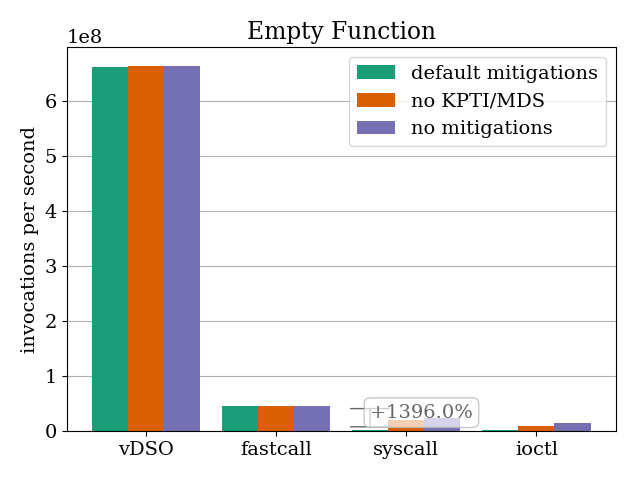 Empty Function
1e8
invocations per second
6
5
4
3
2
1
0
default mitigations
no KPTI/MDS
no mitigations
+1396.0%
vDSO fastcall syscall ioctl